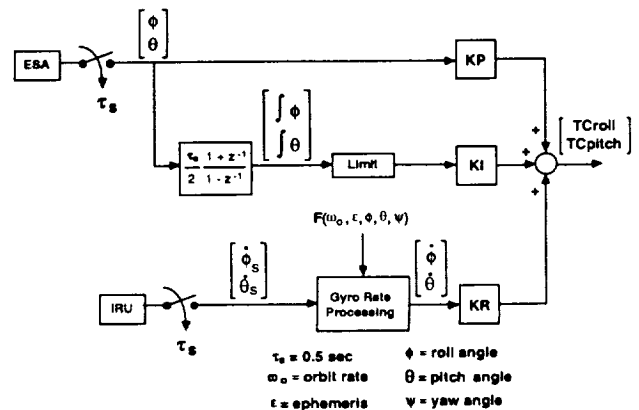 ESA
τs
[ϕ
θ]
KP
τs/2 1 + z⁻¹/1 - z⁻¹
[∫ ϕ
∫ θ]
Limit
KI
+
+
+
[TCroll
TCpitch]
F(ωo, ε, ϕ, θ, ψ)
IRU
τs
[ϕ̇s
θ̇s]
Gyro Rate
Processing
[ϕ̇
θ̇]
KR
τs = 0.5 sec
ωo = orbit rate
ε = ephemeris
ϕ = roll angle
θ = pitch angle
ψ = yaw angle